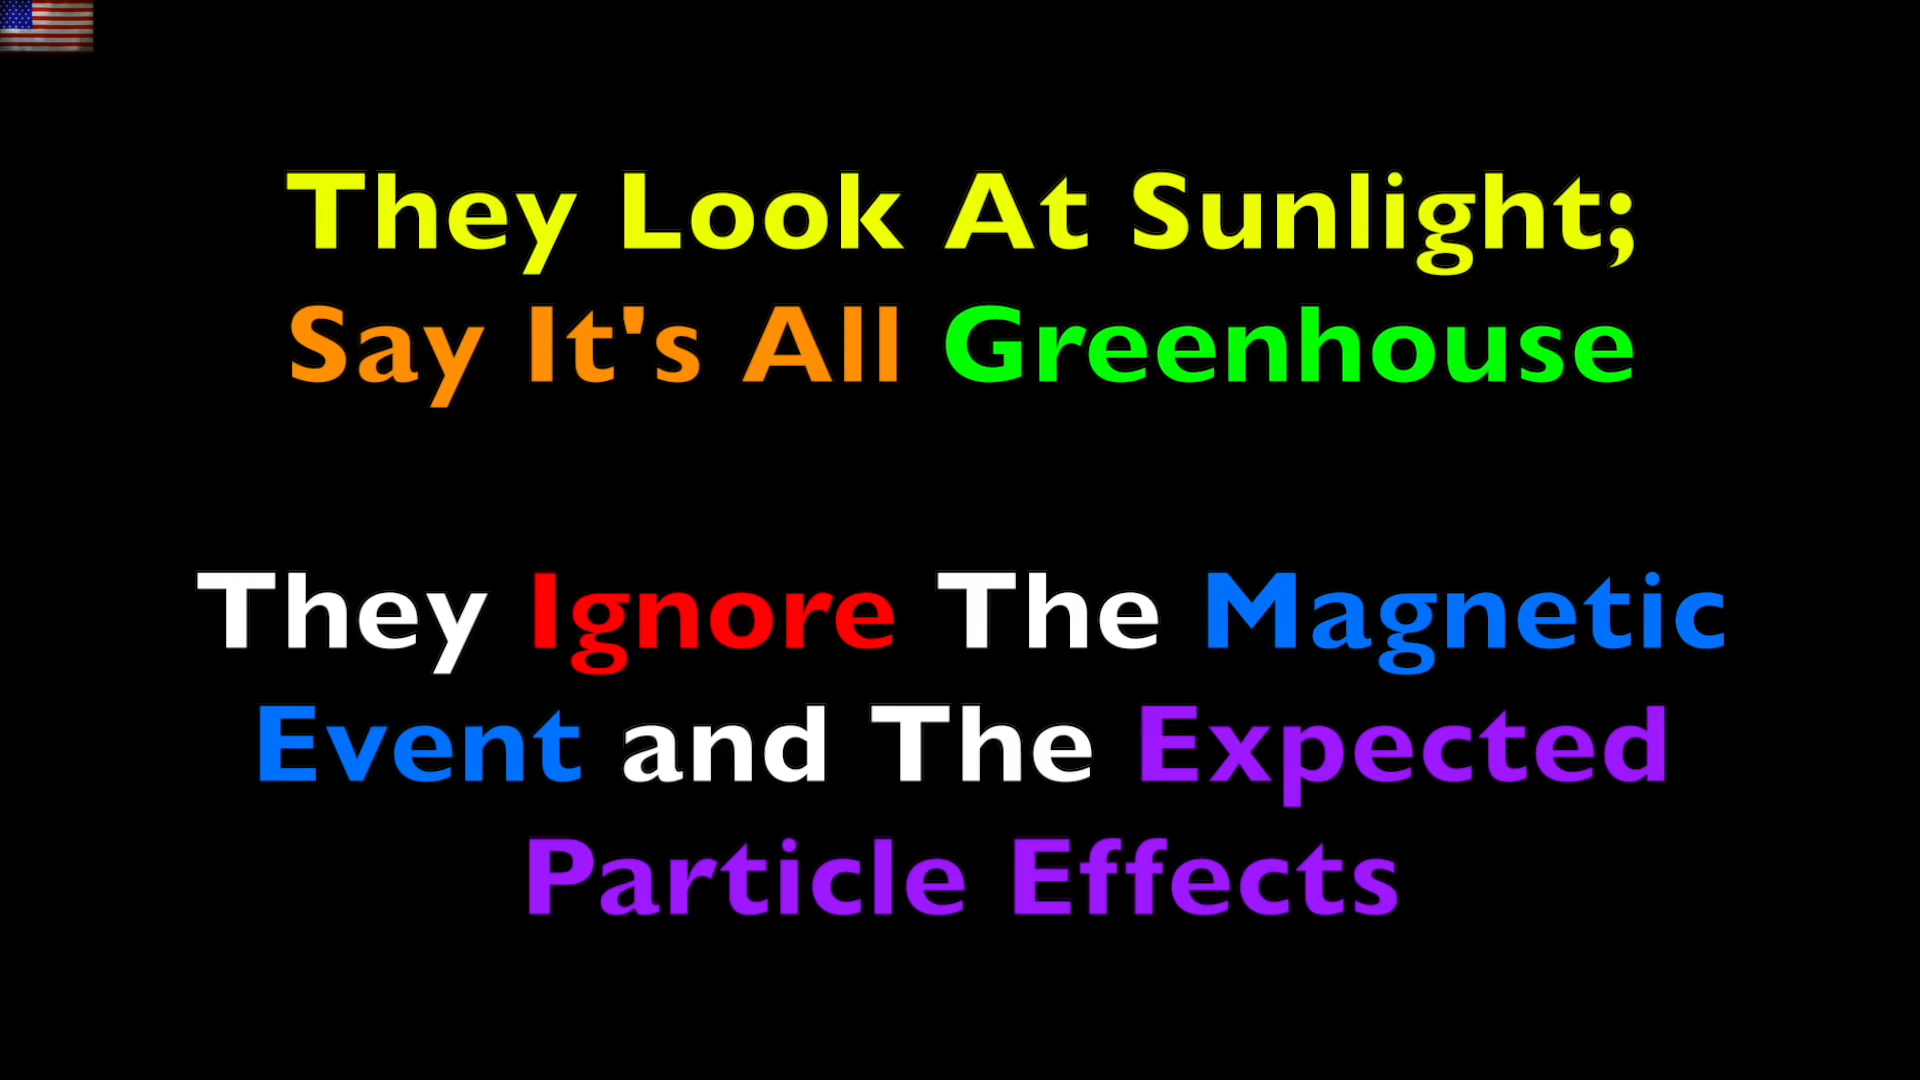 They Look At Sunlight;
Say It's All Greenhouse
They Ignore The Magnetic
Event and The Expected
Particle Effects